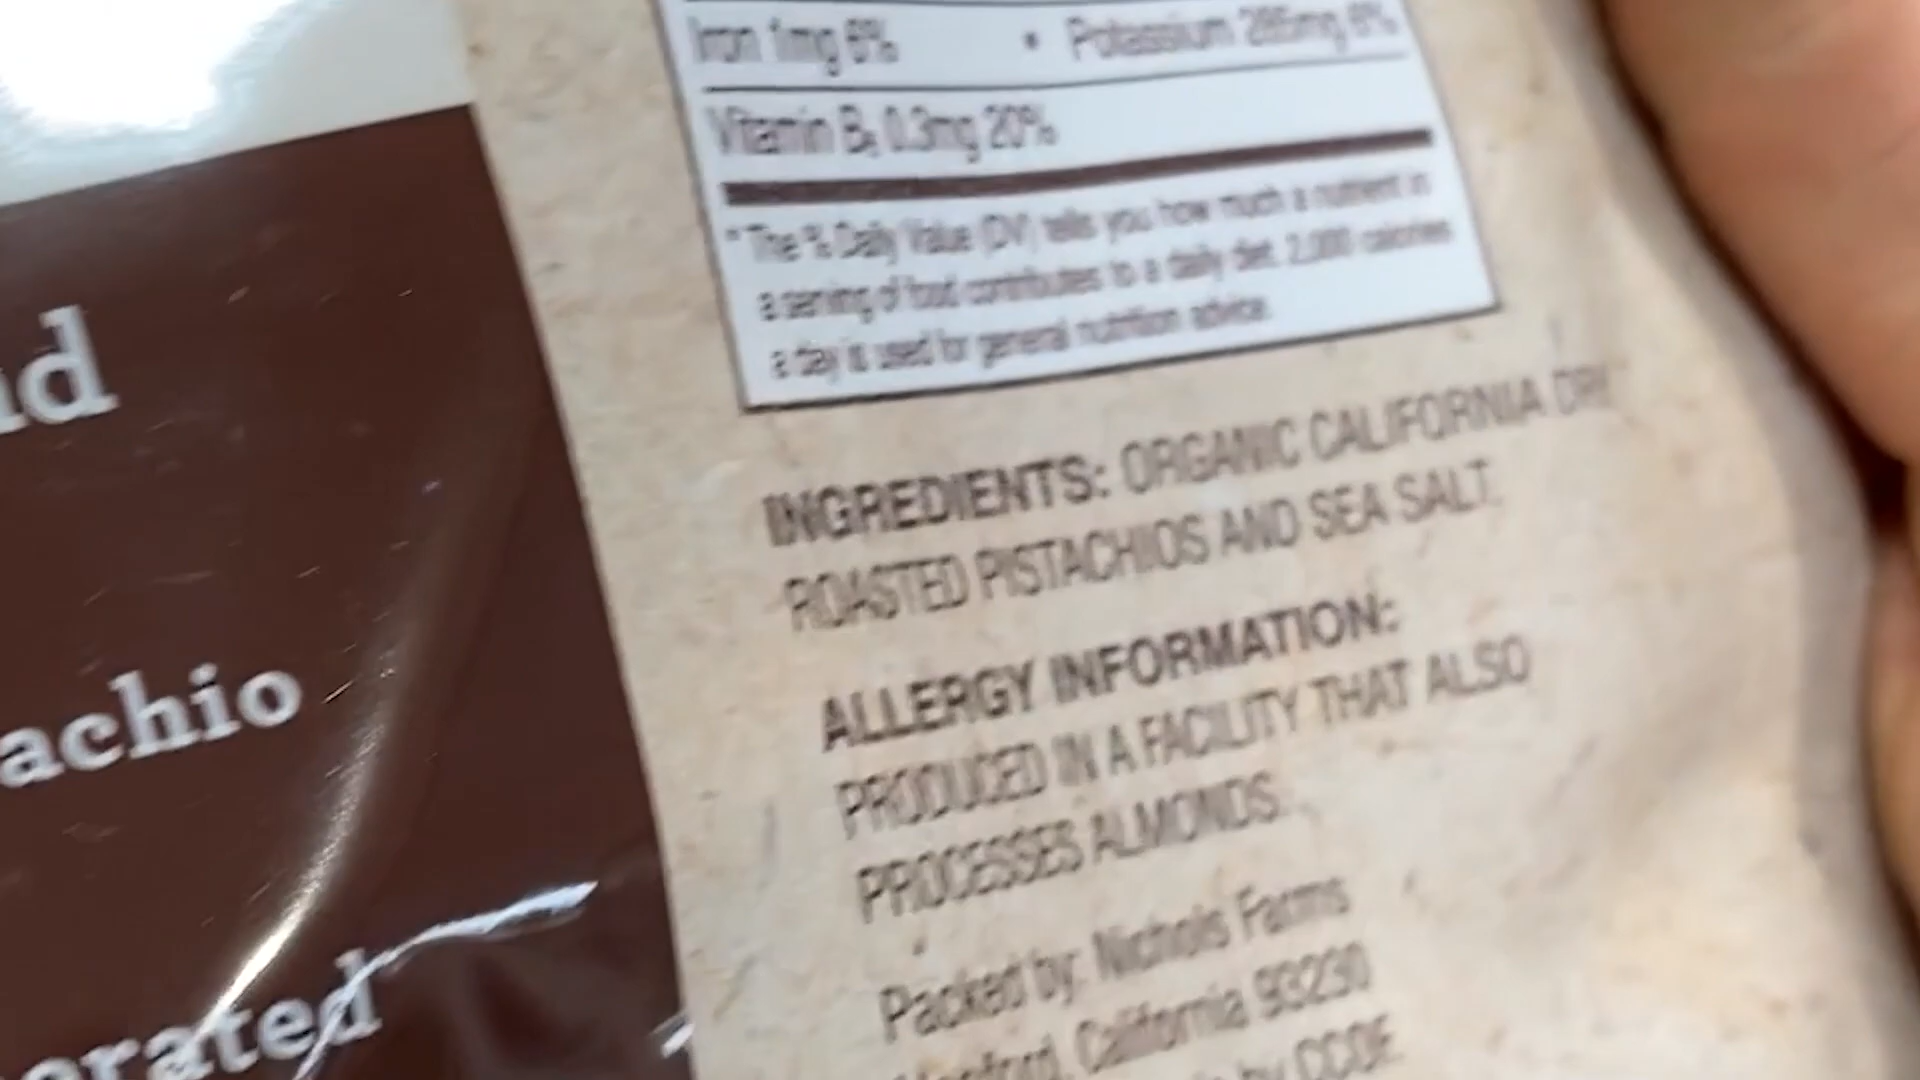 Iron 1mg 6% • Potassium 285mg 6%
Vitamin B₆ 0.3mg 20%
* The % Daily Value (DV) tells you how much a nutrient in
a serving of food contributes to a daily diet. 2,000 calories
a day is used for general nutrition advice.
INGREDIENTS: ORGANIC CALIFORNIA DRY
ROASTED PISTACHIOS AND SEA SALT.
ALLERGY INFORMATION:
PRODUCED IN A FACILITY THAT ALSO
PROCESSES ALMONDS.
Packed by: Nichols Farms
Hanford, California 93230
by CCOF
achio